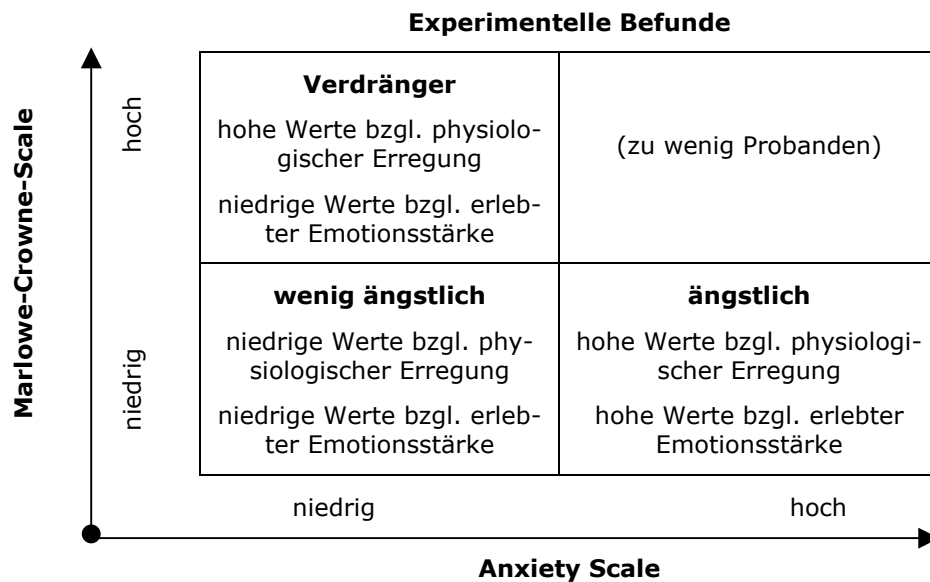 Experimentelle Befunde
Marlowe-Crowne-Scale
hoch
Verdränger
hohe Werte bzgl. physiolo-
gischer Erregung
niedrige Werte bzgl. erleb-
ter Emotionsstärke
(zu wenig Probanden)
niedrig
wenig ängstlich
niedrige Werte bzgl. phy-
siologischer Erregung
niedrige Werte bzgl. erleb-
ter Emotionsstärke
ängstlich
hohe Werte bzgl. physiologi-
scher Erregung
hohe Werte bzgl. erlebter
Emotionsstärke
niedrig
hoch
Anxiety Scale